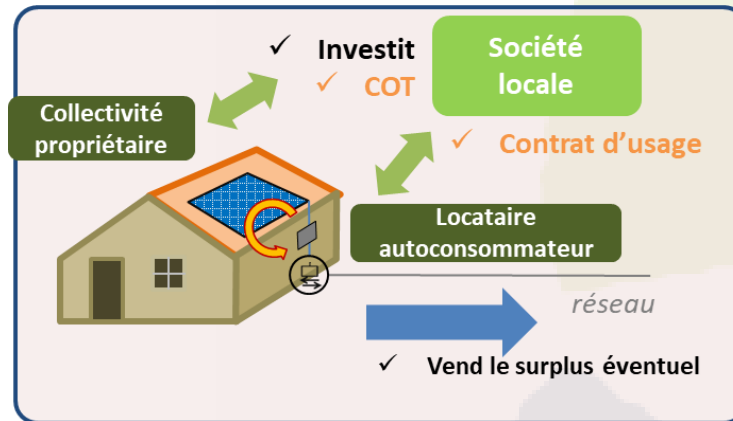 ✓ Investit
✓ COT
Société
locale
Collectivité
propriétaire
✓ Contrat d’usage
Locataire
autoconsommateur
réseau
✓ Vend le surplus éventuel